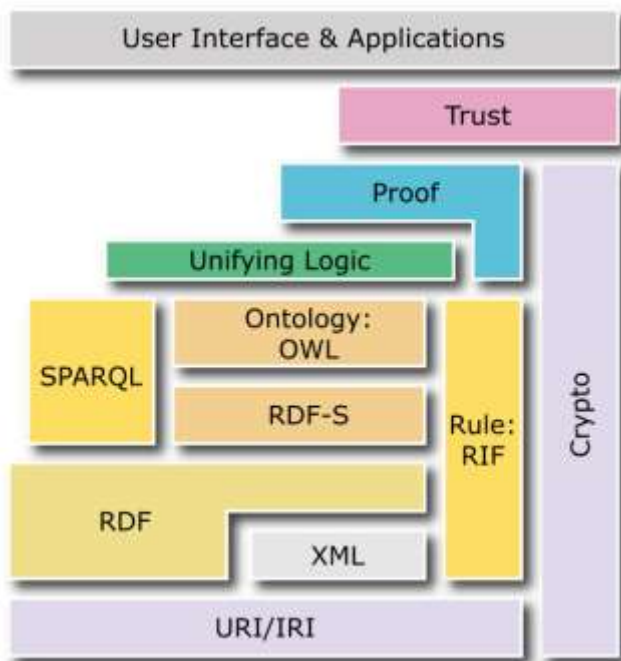 User Interface & Applications
Trust
Proof
Unifying Logic
Ontology:
OWL
SPARQL
RDF-S
Rule:
RIF
Crypto
RDF
XML
URI/IRI